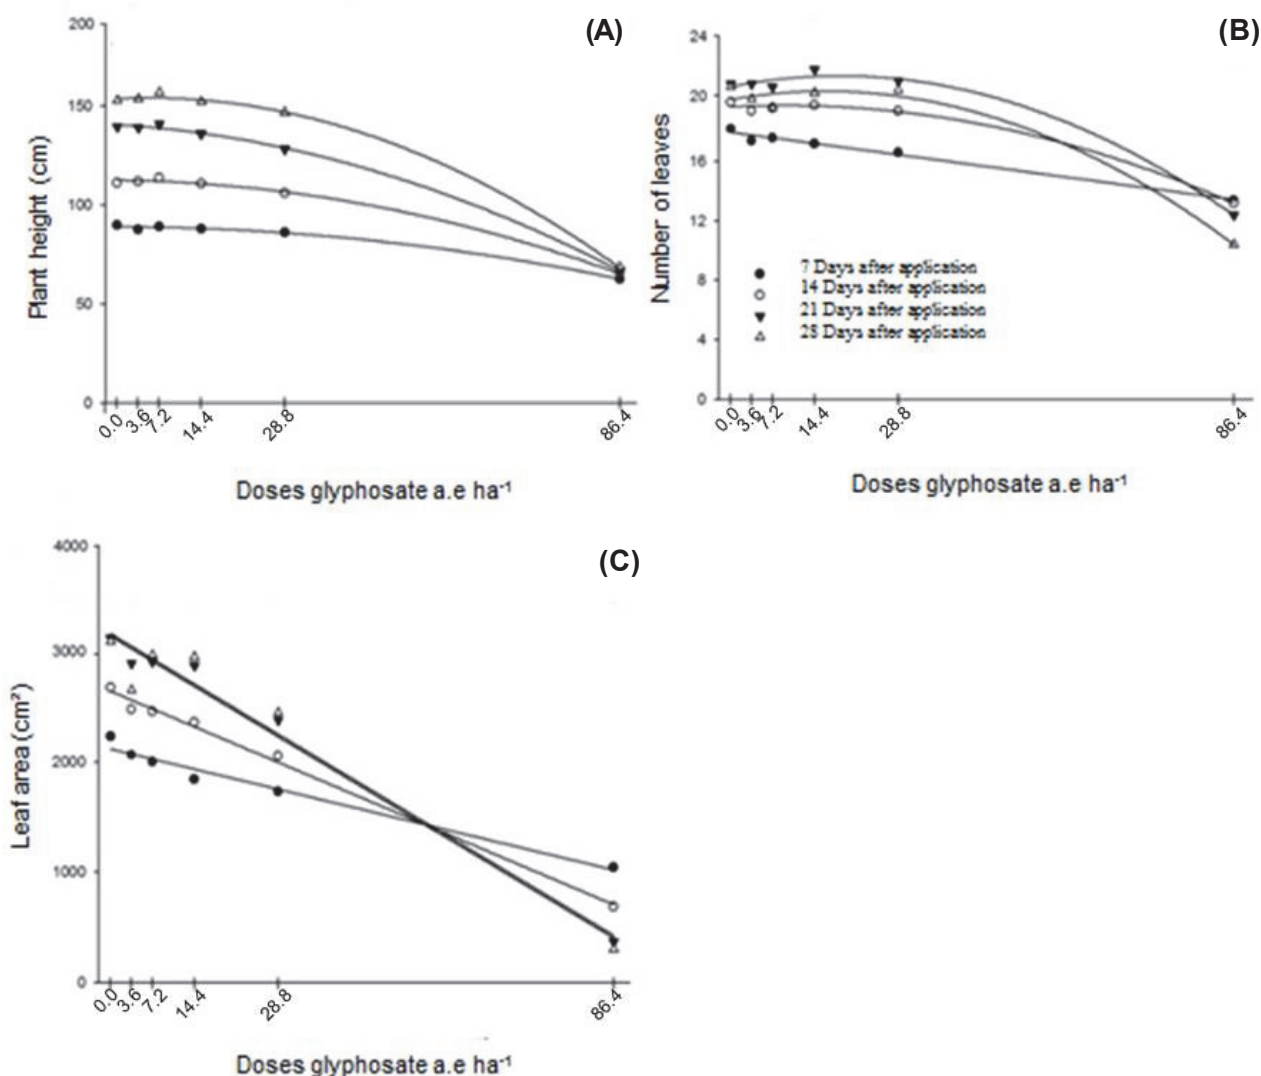 (A)
200
150
100
50
0
Plant height (cm)
0.0 3.6 7.2 14.4 28.8 86.4
Doses glyphosate a.e ha⁻¹
(B)
24
20
16
12
8
4
0
Number of leaves
7 Days after application
14 Days after application
21 Days after application
28 Days after application
0.0 3.6 7.2 14.4 28.8 86.4
Doses glyphosate a.e ha⁻¹
(C)
4000
3000
2000
1000
0
Leaf area (cm²)
0.0 3.6 7.2 14.4 28.8 86.4
Doses glyphosate a.e ha⁻¹